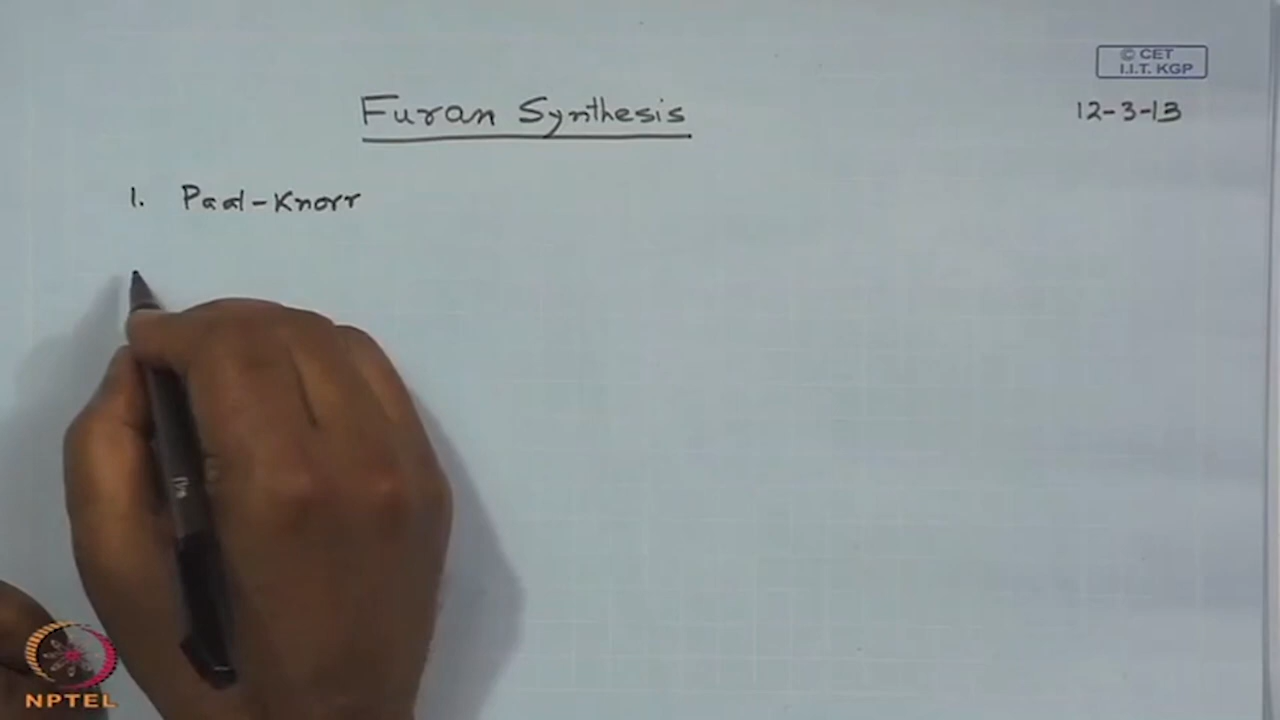 © CET
I.I.T. KGP
Furan Synthesis
12-3-13
1. Paal-Knorr
NPTEL